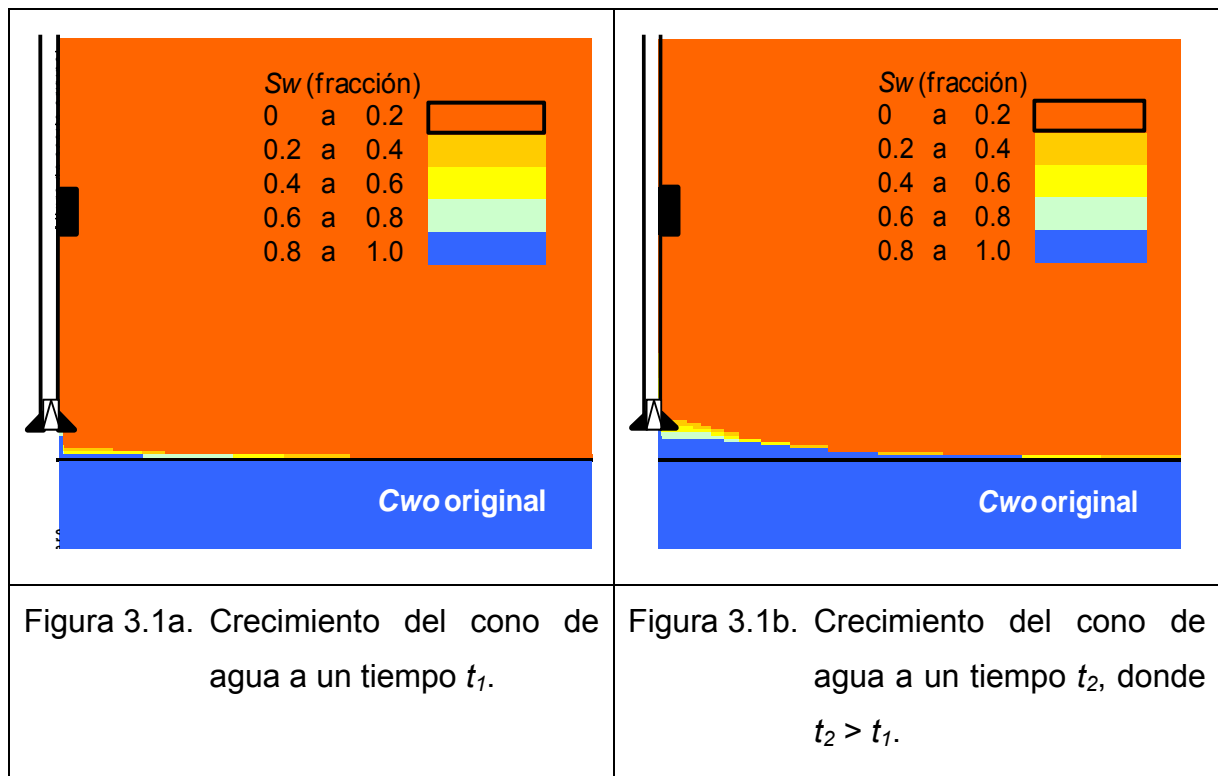 Sw (fracción)
0 a 0.2
0.2 a 0.4
0.4 a 0.6
0.6 a 0.8
0.8 a 1.0
Cwo original
Sw (fracción)
0 a 0.2
0.2 a 0.4
0.4 a 0.6
0.6 a 0.8
0.8 a 1.0
Cwo original
Figura 3.1a. Crecimiento del cono de
agua a un tiempo t1.
Figura 3.1b. Crecimiento del cono de
agua a un tiempo t2, donde
t2 > t1.